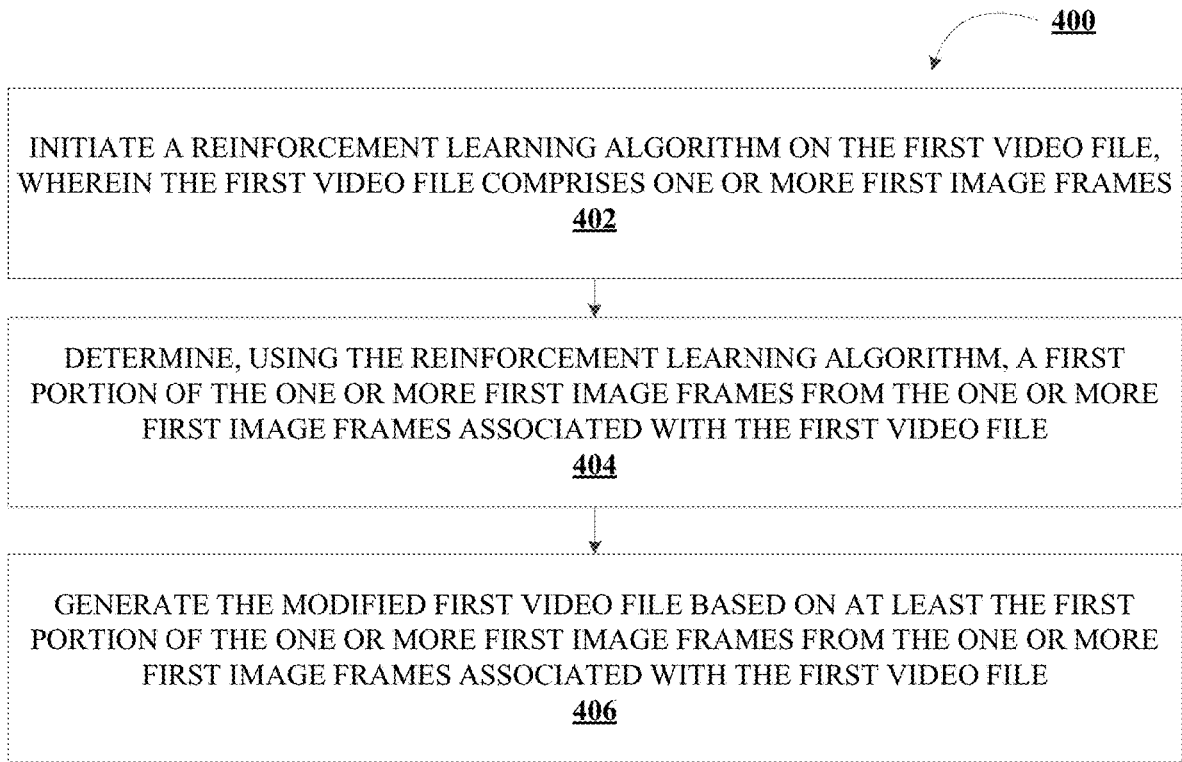 400
INITIATE A REINFORCEMENT LEARNING ALGORITHM ON THE FIRST VIDEO FILE,
WHEREIN THE FIRST VIDEO FILE COMPRISES ONE OR MORE FIRST IMAGE FRAMES
402
DETERMINE, USING THE REINFORCEMENT LEARNING ALGORITHM, A FIRST
PORTION OF THE ONE OR MORE FIRST IMAGE FRAMES FROM THE ONE OR MORE
FIRST IMAGE FRAMES ASSOCIATED WITH THE FIRST VIDEO FILE
404
GENERATE THE MODIFIED FIRST VIDEO FILE BASED ON AT LEAST THE FIRST
PORTION OF THE ONE OR MORE FIRST IMAGE FRAMES FROM THE ONE OR MORE
FIRST IMAGE FRAMES ASSOCIATED WITH THE FIRST VIDEO FILE
406